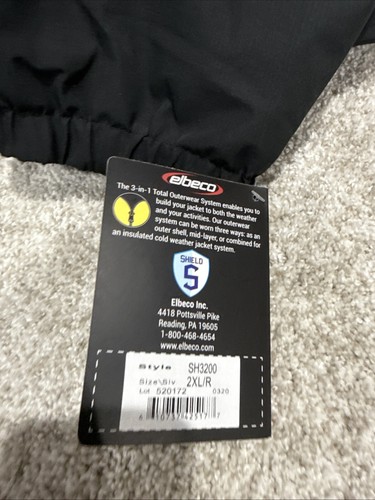 elbeco
The 3-in-1 Total Outerwear System enables you to
build your jacket to both the weather
and your activities. Our outerwear
system can be worn three ways: as an
outer shell, mid-layer, or combined for
an insulated cold weather jacket system.
SHIELD
S
Elbeco Inc.
4418 Pottsville Pike
Reading, PA 19605
1-800-468-4654
www.elbeco.com
Style SH3200
Size\Slv 2XL/R
Lot 520172 0320